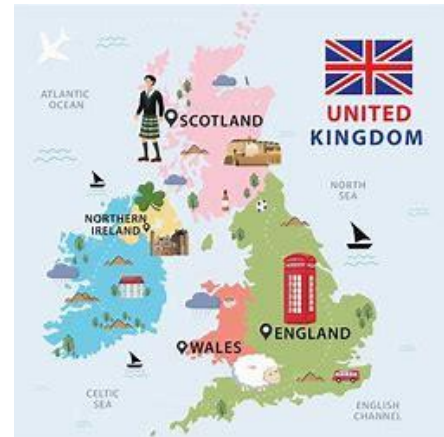 UNITED
KINGDOM
ATLANTIC
OCEAN
SCOTLAND
NORTH
SEA
NORTHERN
IRELAND
ENGLAND
WALES
CELTIC
SEA
ENGLISH
CHANNEL